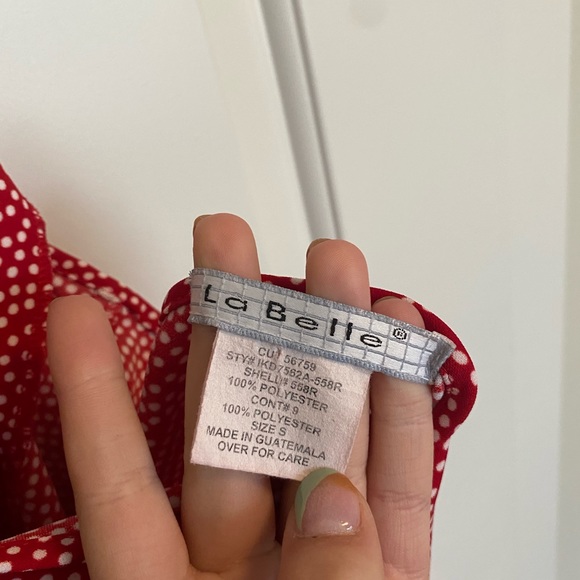 La Belle ®
CUT 56759
STY# IKD7592A-558R
SHELL# 558R
100% POLYESTER
CONT# 9
100% POLYESTER
SIZE S
MADE IN GUATEMALA
OVER FOR CARE